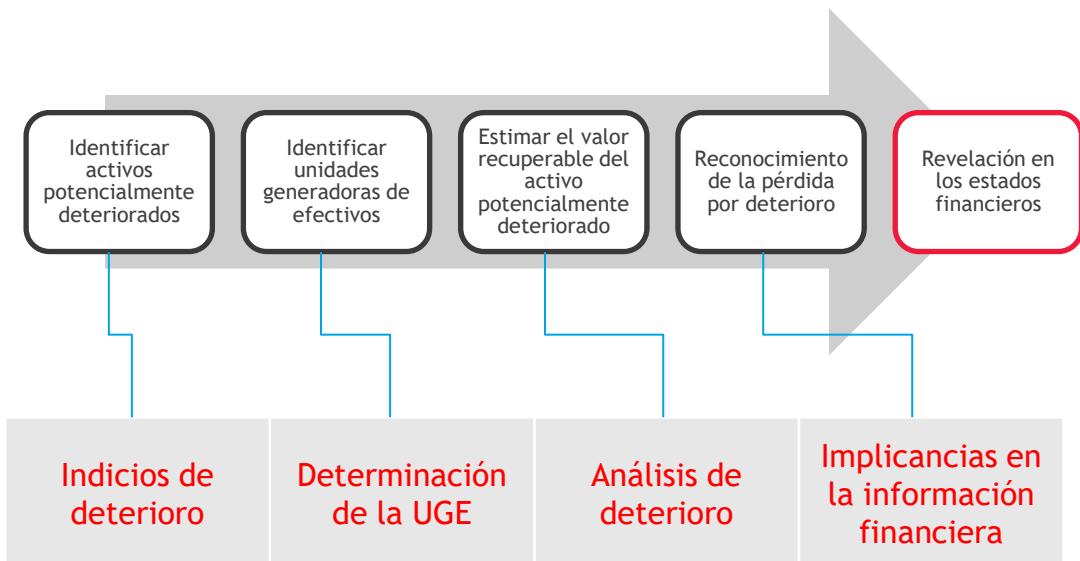 Identificar
activos
potencialmente
deteriorados
Identificar
unidades
generadoras de
efectivos
Estimar el valor
recuperable del
activo
potencialmente
deteriorado
Reconocimiento
de la pérdida
por deterioro
Revelación en
los estados
financieros
Indicios de
deterioro
Determinación
de la UGE
Análisis de
deterioro
Implicancias en
la información
financiera